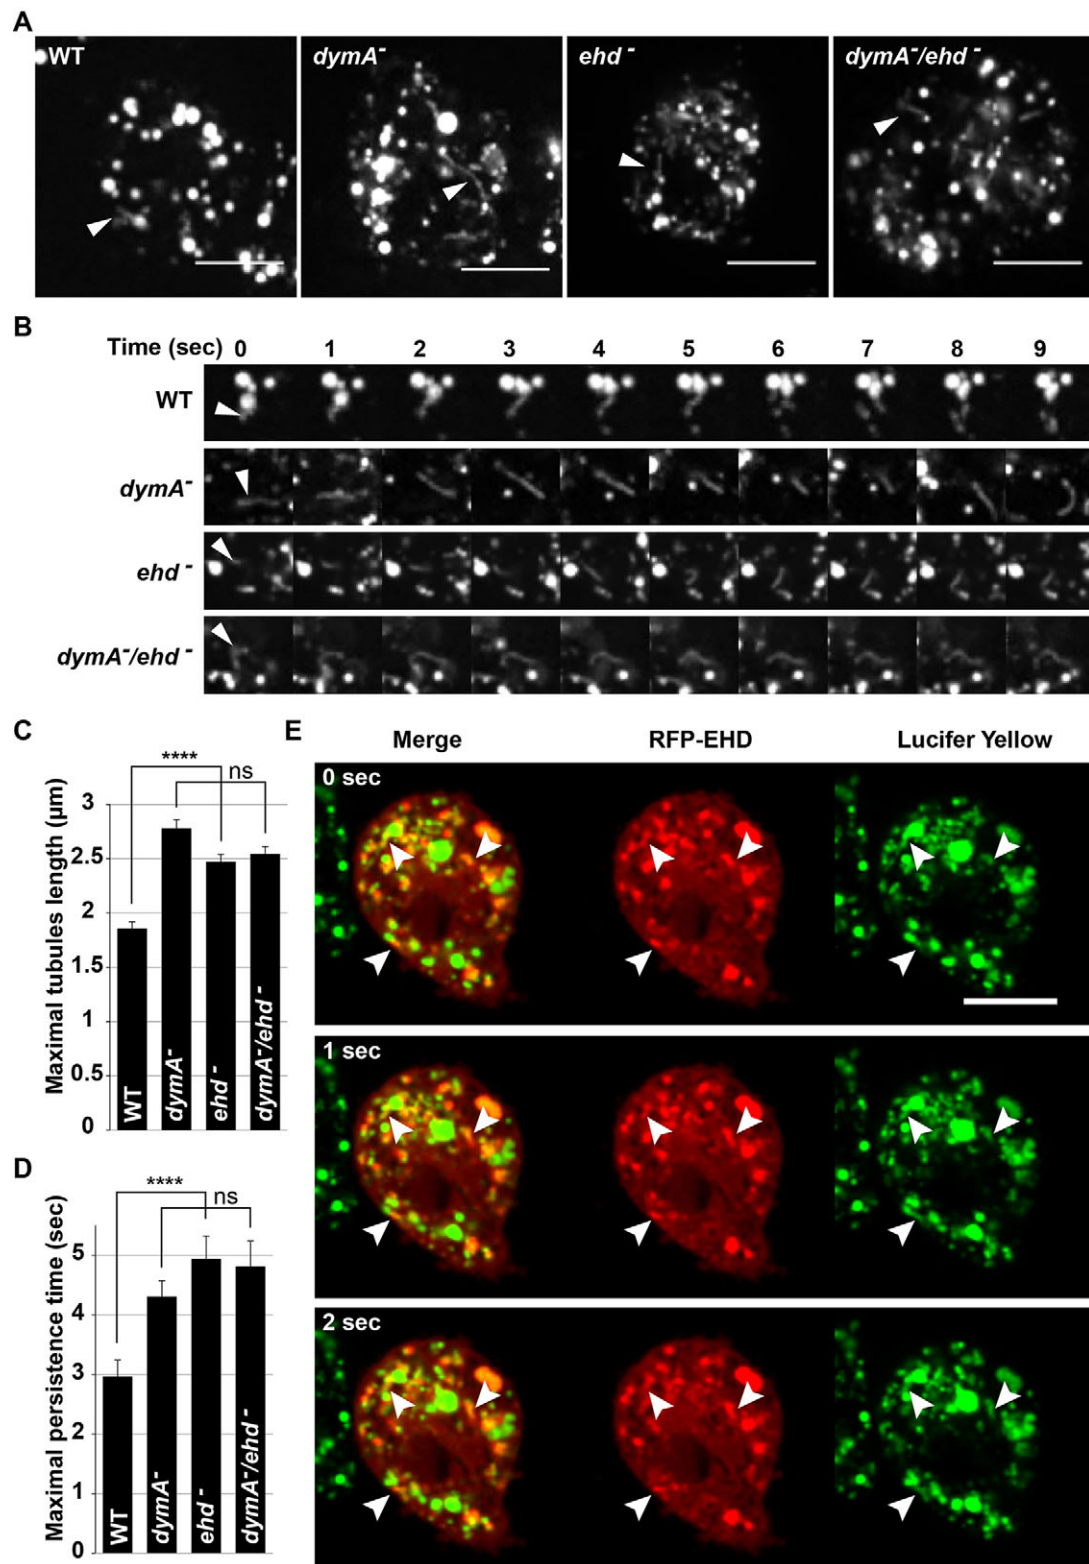 A
WT
dymA⁻
ehd⁻
dymA⁻/ehd⁻
B
Time (sec) 0 1 2 3 4 5 6 7 8 9
WT
dymA⁻
ehd⁻
dymA⁻/ehd⁻
C
****
ns
Maximal tubules length (µm)
3
2.5
2
1.5
1
0.5
0
WT
dymA⁻
ehd⁻
dymA⁻/ehd⁻
D
****
ns
Maximal persistence time (sec)
5
4
3
2
1
0
WT
dymA⁻
ehd⁻
dymA⁻/ehd⁻
E
Merge RFP-EHD Lucifer Yellow
0 sec
1 sec
2 sec